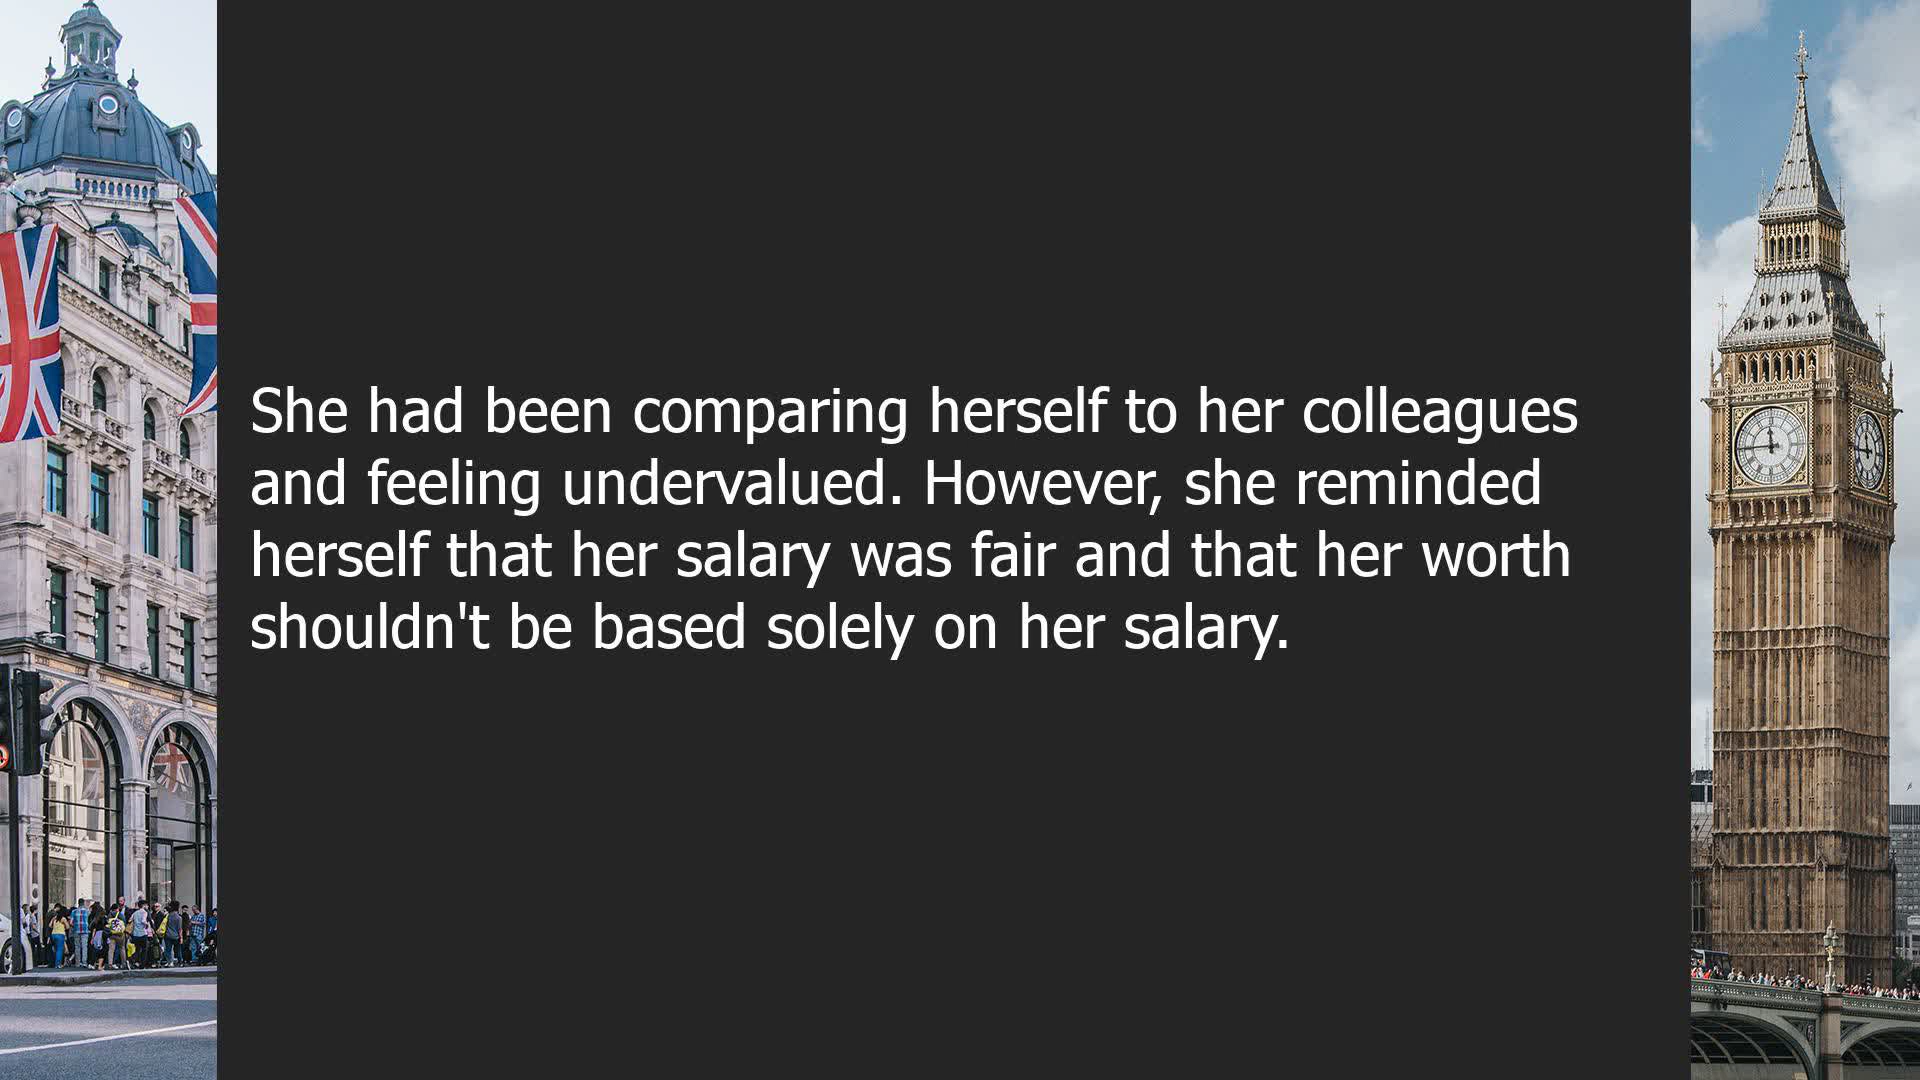 She had been comparing herself to her colleagues
and feeling undervalued. However, she reminded
herself that her salary was fair and that her worth
shouldn't be based solely on her salary.